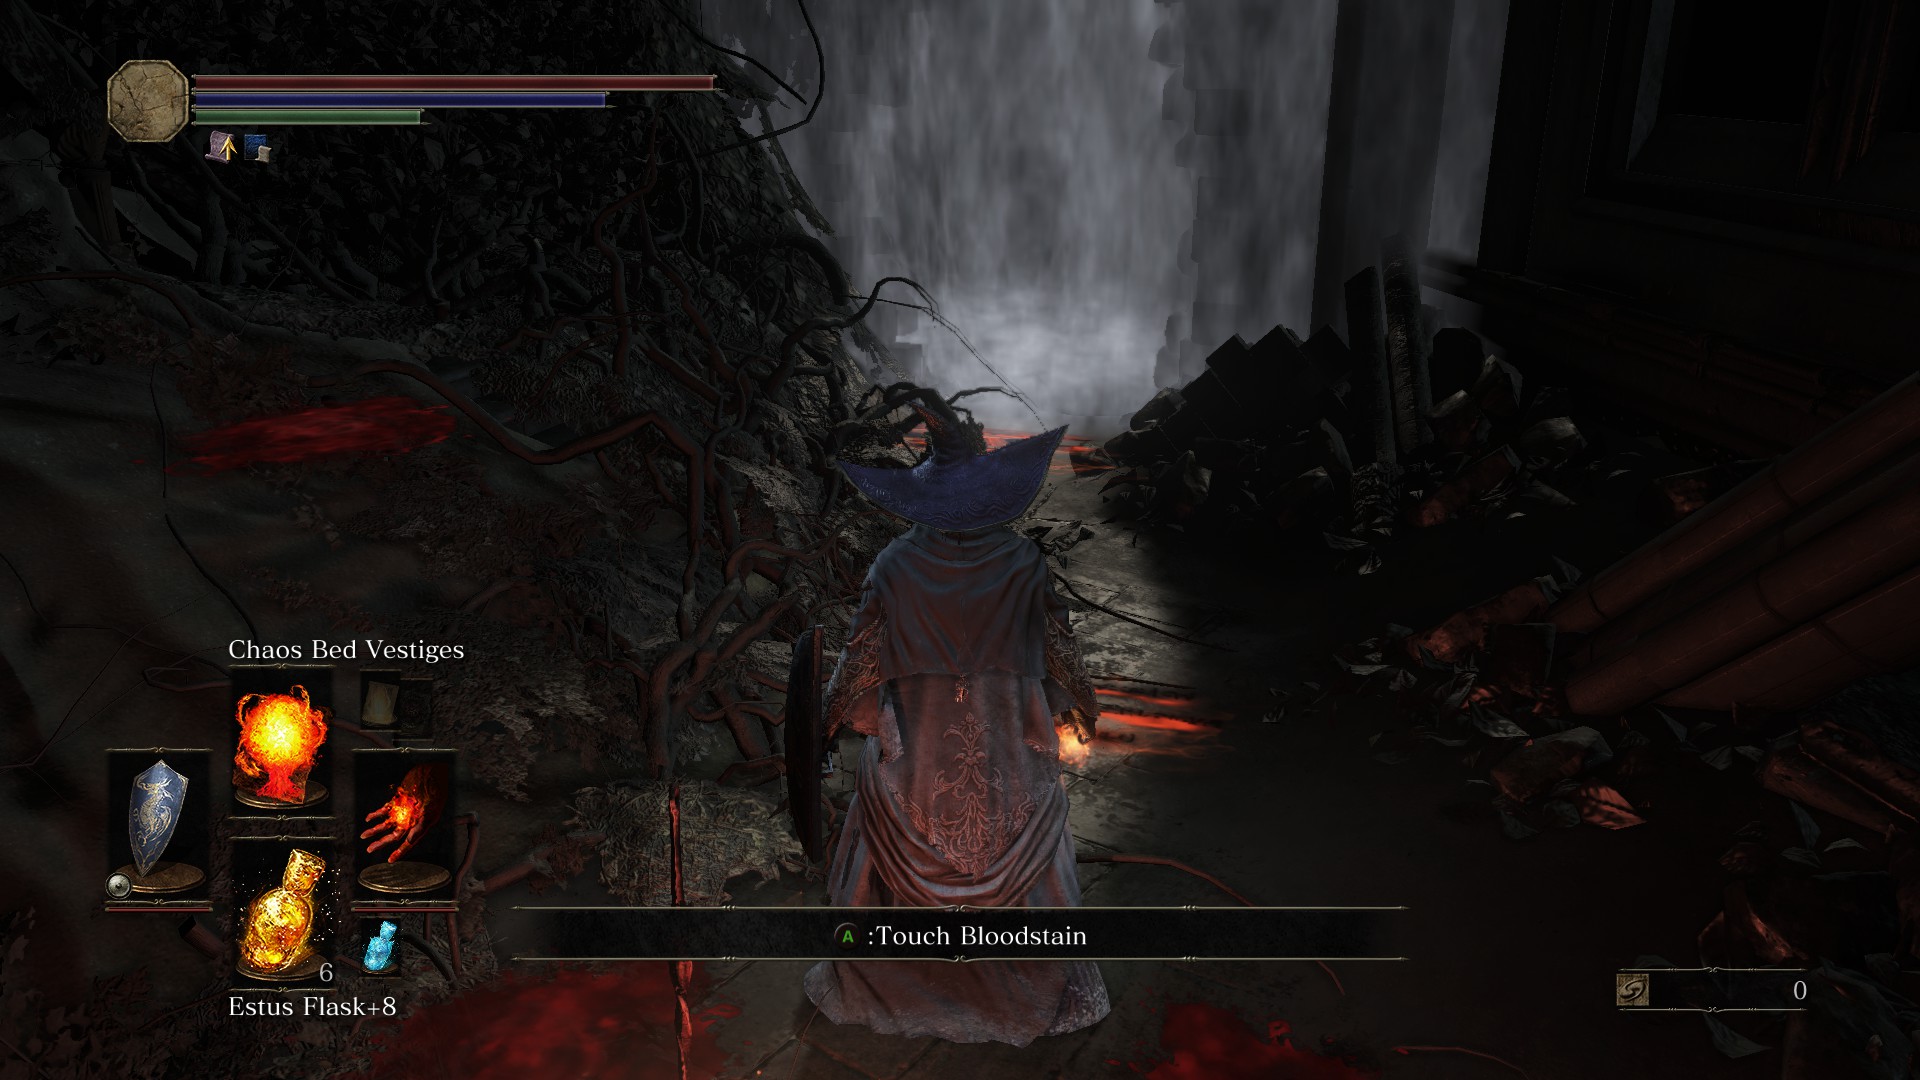 Chaos Bed Vestiges
6
Estus Flask+8
A :Touch Bloodstain
0